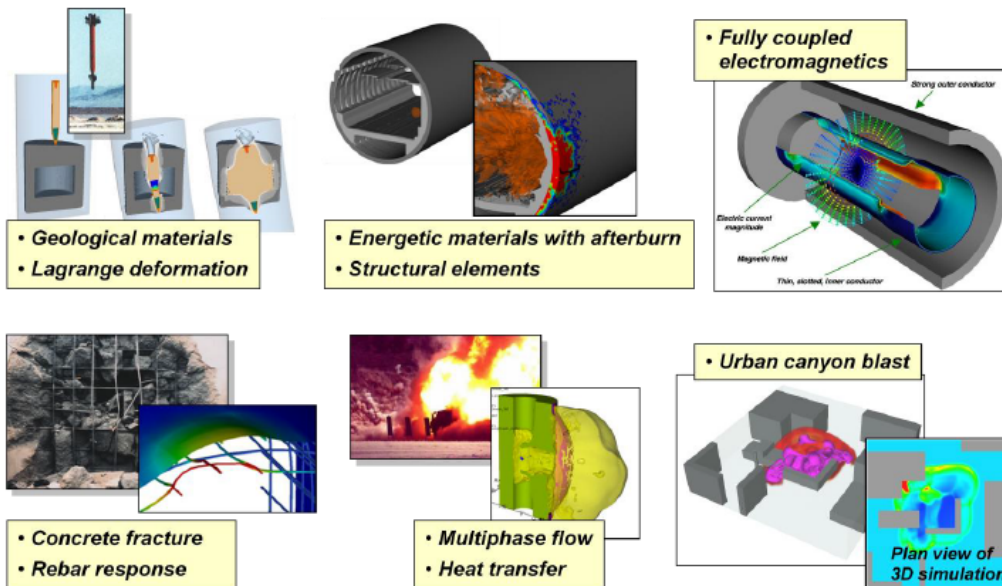 • Fully coupled
electromagnetics
Strong outer conductor
Electric current
magnitude
Magnetic field
Thin, slotted, inner conductor
• Geological materials
• Lagrange deformation
• Energetic materials with afterburn
• Structural elements
• Urban canyon blast
• Concrete fracture
• Rebar response
• Multiphase flow
• Heat transfer
Plan view of
3D simulation